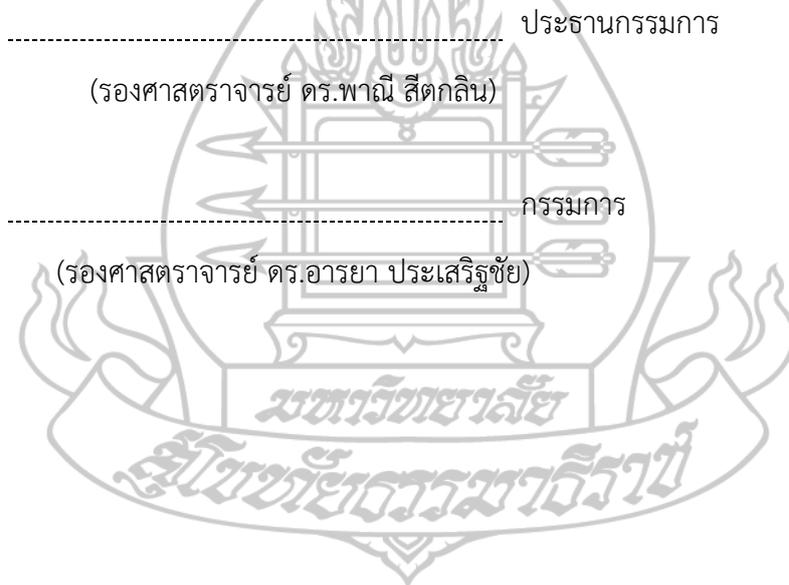 ประธานกรรมการ
(รองศาสตราจารย์ ดร.พาณี สีตกลิน)
กรรมการ
(รองศาสตราจารย์ ดร.อารยา ประเสริฐชัย)
มหาวิทยาลัย
สุโขทัยธรรมาธิราช